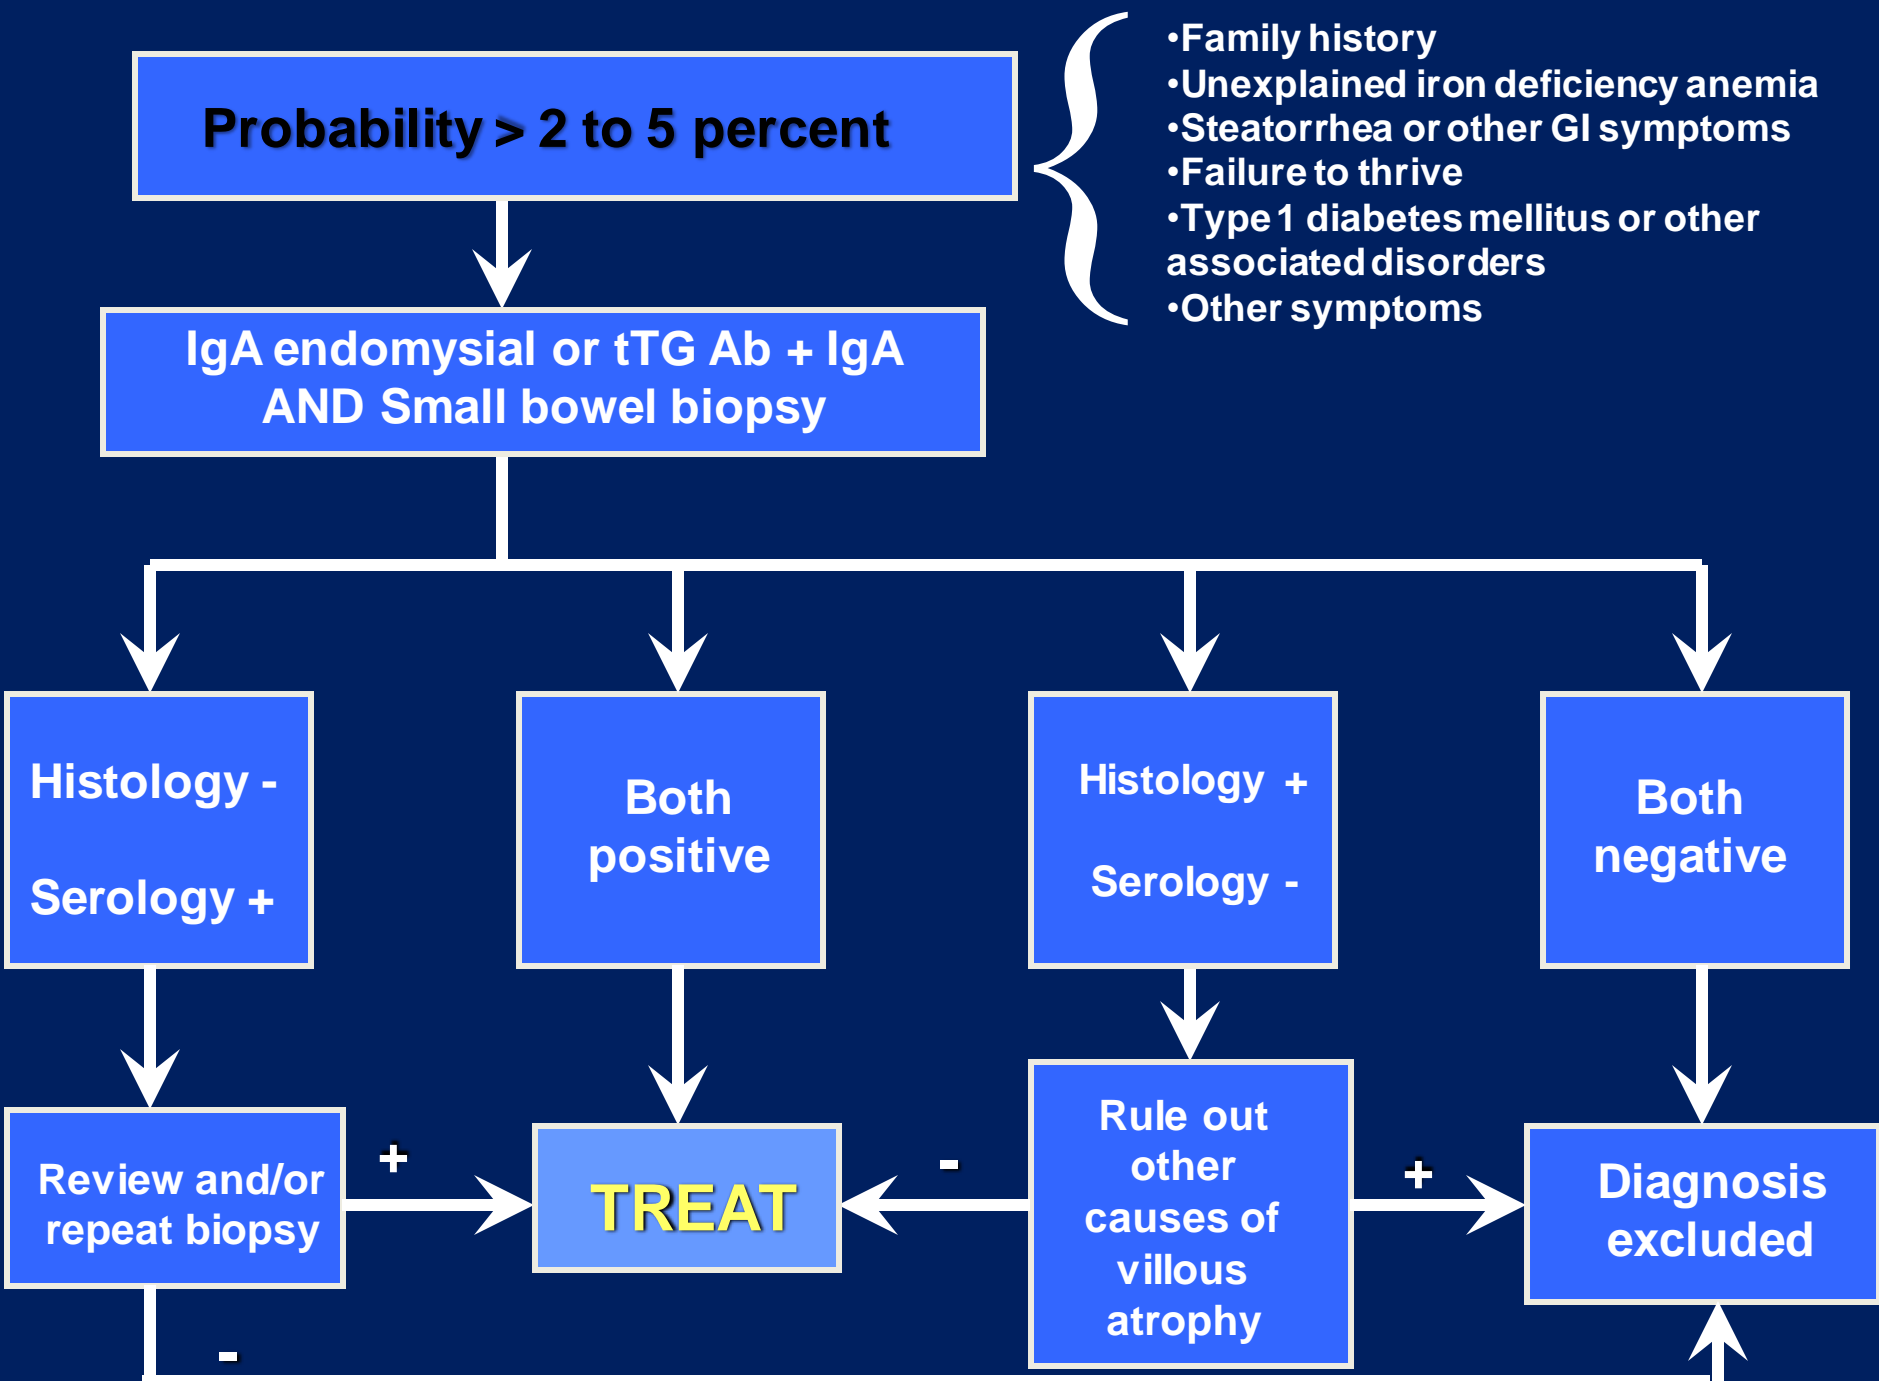 Probability > 2 to 5 percent
•Family history
•Unexplained iron deficiency anemia
•Steatorrhea or other GI symptoms
•Failure to thrive
•Type 1 diabetes mellitus or other
associated disorders
•Other symptoms
IgA endomysial or tTG Ab + IgA
AND Small bowel biopsy
Histology -
Serology +
Both
positive
Histology +
Serology -
Both
negative
Review and/or
repeat biopsy
+
TREAT
-
Rule out
other
causes of
villous
atrophy
+
Diagnosis
excluded
-